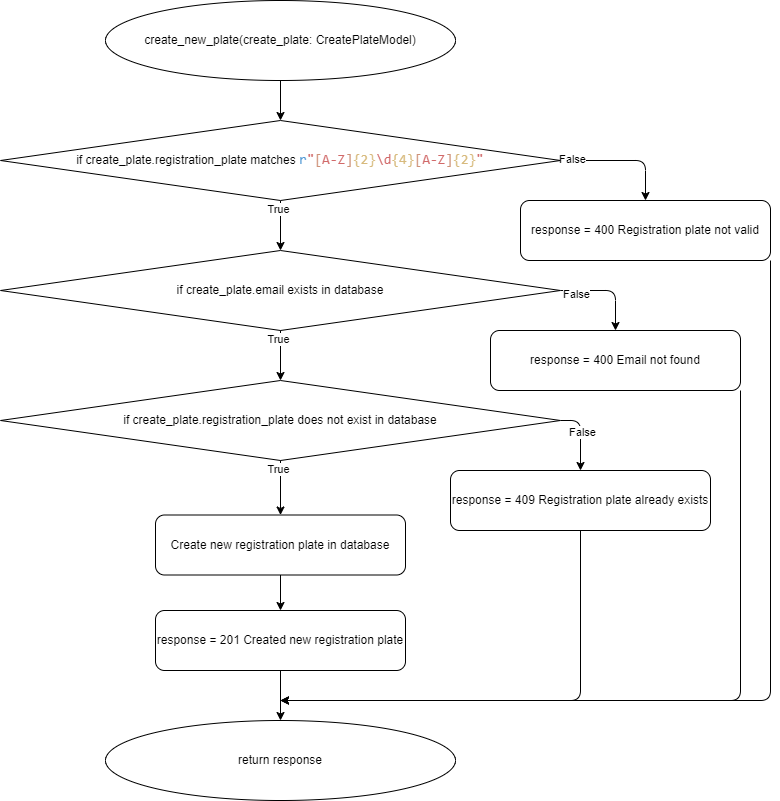 create_new_plate(create_plate: CreatePlateModel)
if create_plate.registration_plate matches r"[A-Z]{2}\d{4}[A-Z]{2}"
False
True
response = 400 Registration plate not valid
if create_plate.email exists in database
False
True
response = 400 Email not found
if create_plate.registration_plate does not exist in database
False
True
response = 409 Registration plate already exists
Create new registration plate in database
response = 201 Created new registration plate
return response